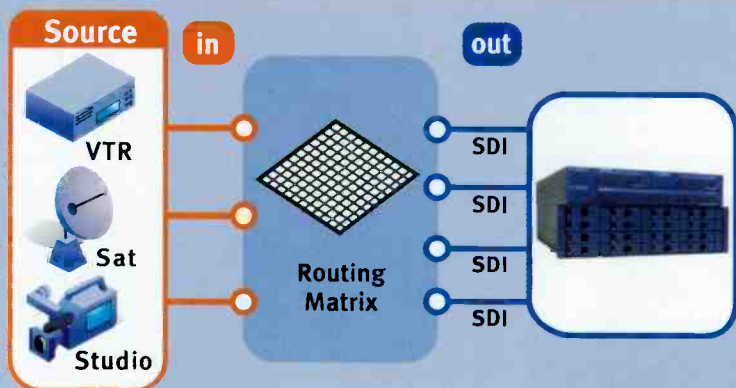 Source
in
out
VTR
Sat
Studio
Routing
Matrix
SDI
SDI
SDI
SDI